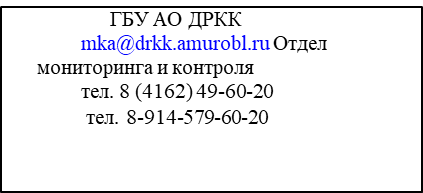 ГБУ АО ДРКК
mka@drkk.amurobl.ru Отдел
мониторинга и контроля
тел. 8 (4162) 49-60-20
тел. 8-914-579-60-20